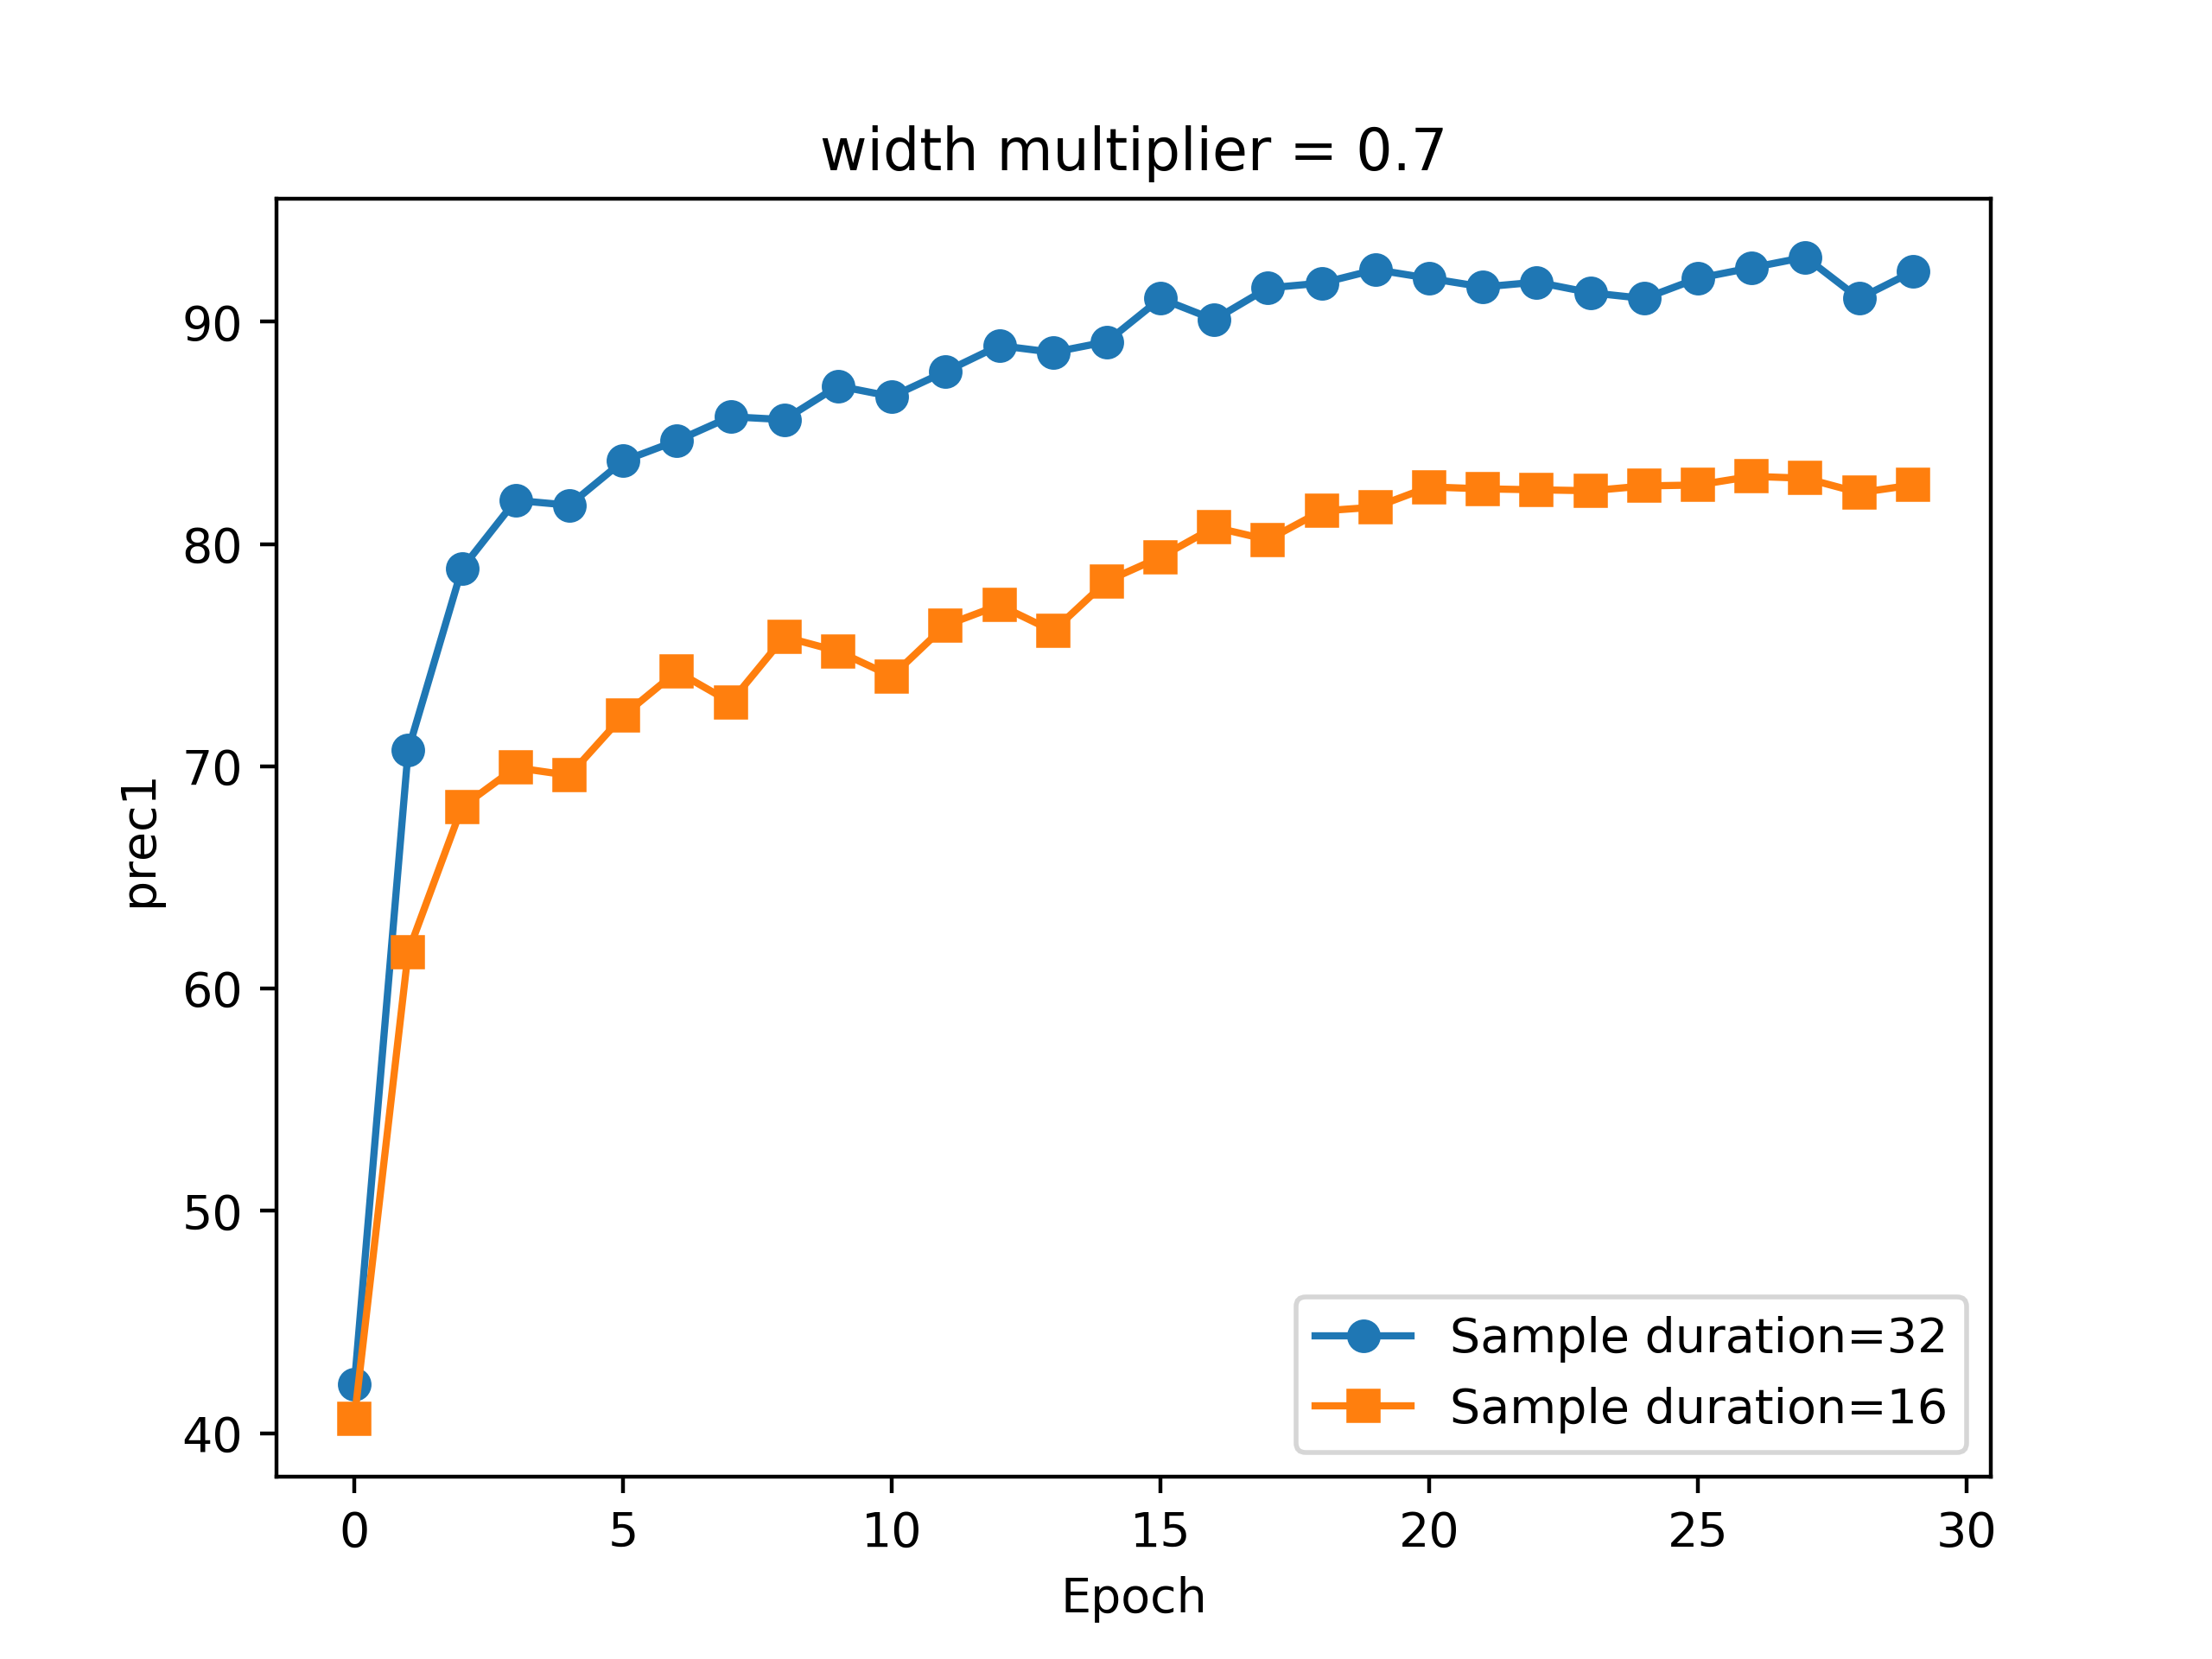 width multiplier = 0.7
90
80
70
60
50
40
prec1
0 5 10 15 20 25 30
Epoch
Sample duration=32
Sample duration=16